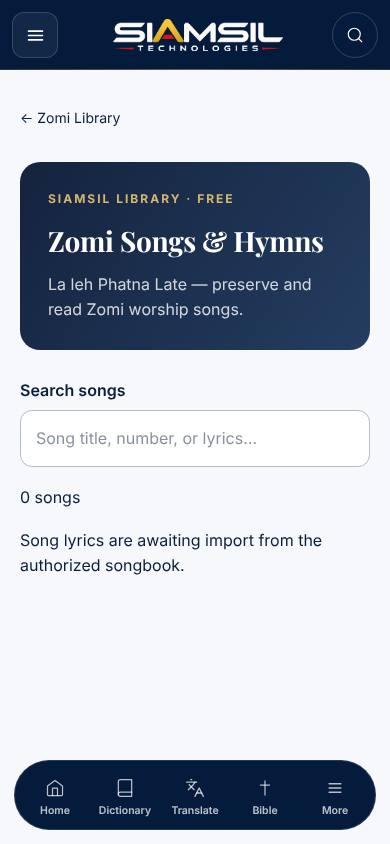 SIAMSIL
TECHNOLOGIES
← Zomi Library
SIAMSIL LIBRARY · FREE
Zomi Songs & Hymns
La leh Phatna Late — preserve and
read Zomi worship songs.
Search songs
Song title, number, or lyrics...
0 songs
Song lyrics are awaiting import from the
authorized songbook.
Home
Dictionary
Translate
Bible
More